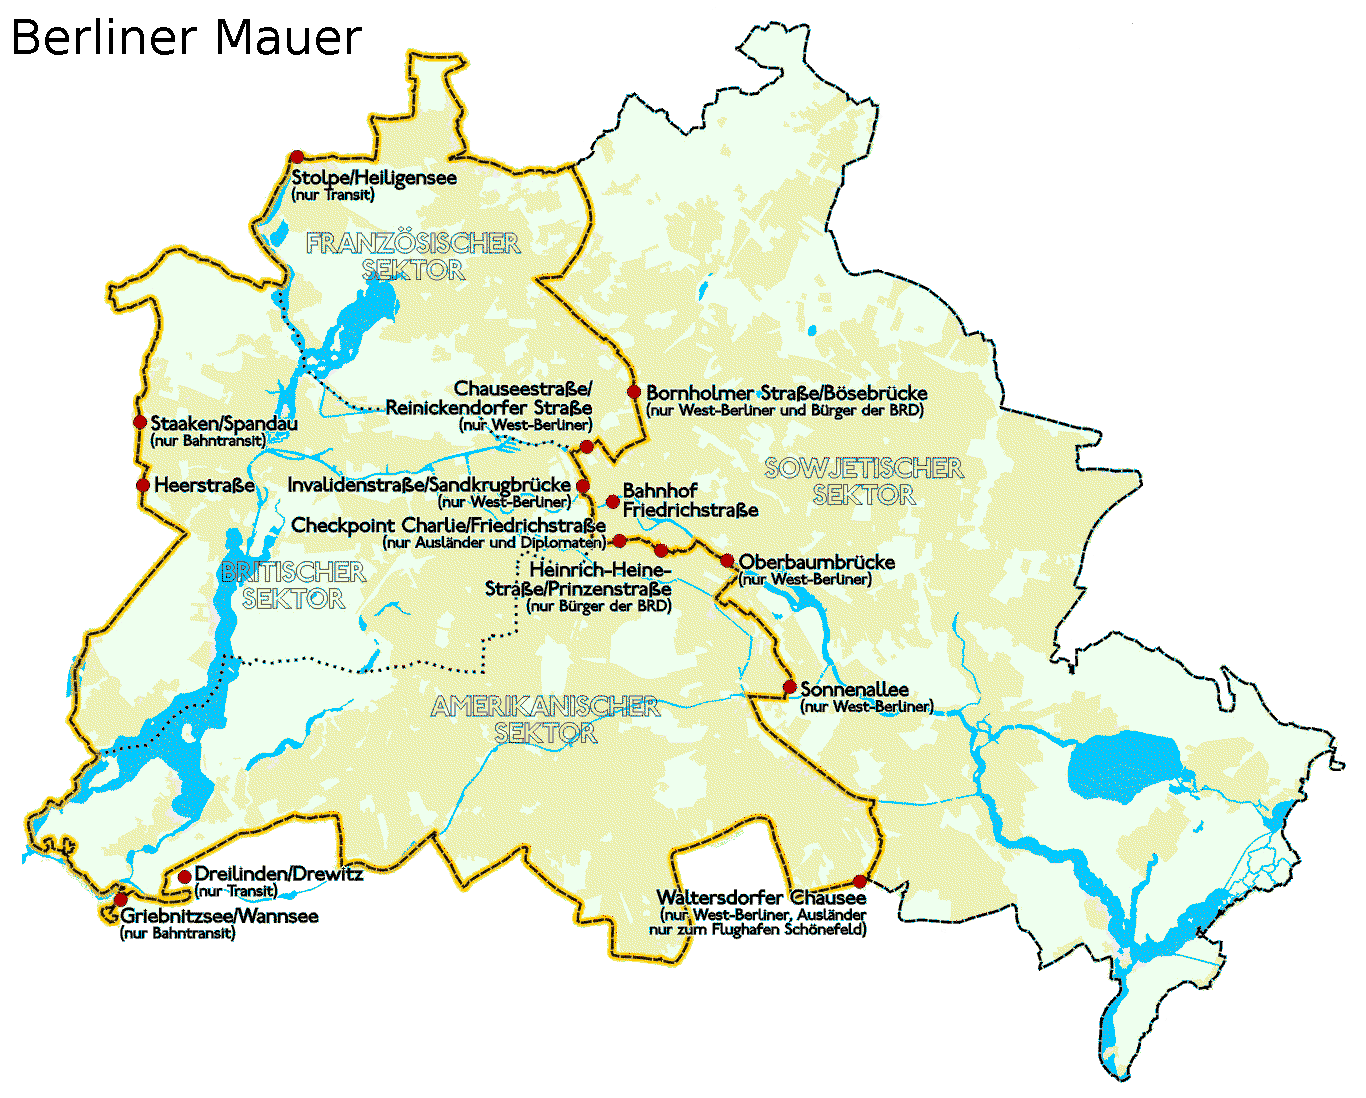 Berliner Mauer
Stolpe/Heiligensee
(nur Transit)
FRANZÖSISCHER
SEKTOR
Chauseestraße/
Reinickendorfer Straße
(nur West-Berliner)
Bornholmer Straße/Bösebrücke
(nur West-Berliner und Bürger der BRD)
Staaken/Spandau
(nur Bahntransit)
Heerstraße
Invalidenstraße/Sandkrugbrücke
(nur West-Berliner)
Bahnhof
Friedrichstraße
SOWJETISCHER
SEKTOR
Checkpoint Charlie/Friedrichstraße
(nur Ausländer und Diplomaten)
Heinrich-Heine-
Straße/Prinzenstraße
(nur Bürger der BRD)
Oberbaumbrücke
(nur West-Berliner)
BRITISCHER
SEKTOR
AMERIKANISCHER
SEKTOR
Sonnenallee
(nur West-Berliner)
Dreilinden/Drewitz
(nur Transit)
Griebnitzsee/Wannsee
(nur Bahntransit)
Waltersdorfer Chausee
(nur West-Berliner, Ausländer
nur zum Flughafen Schönefeld)